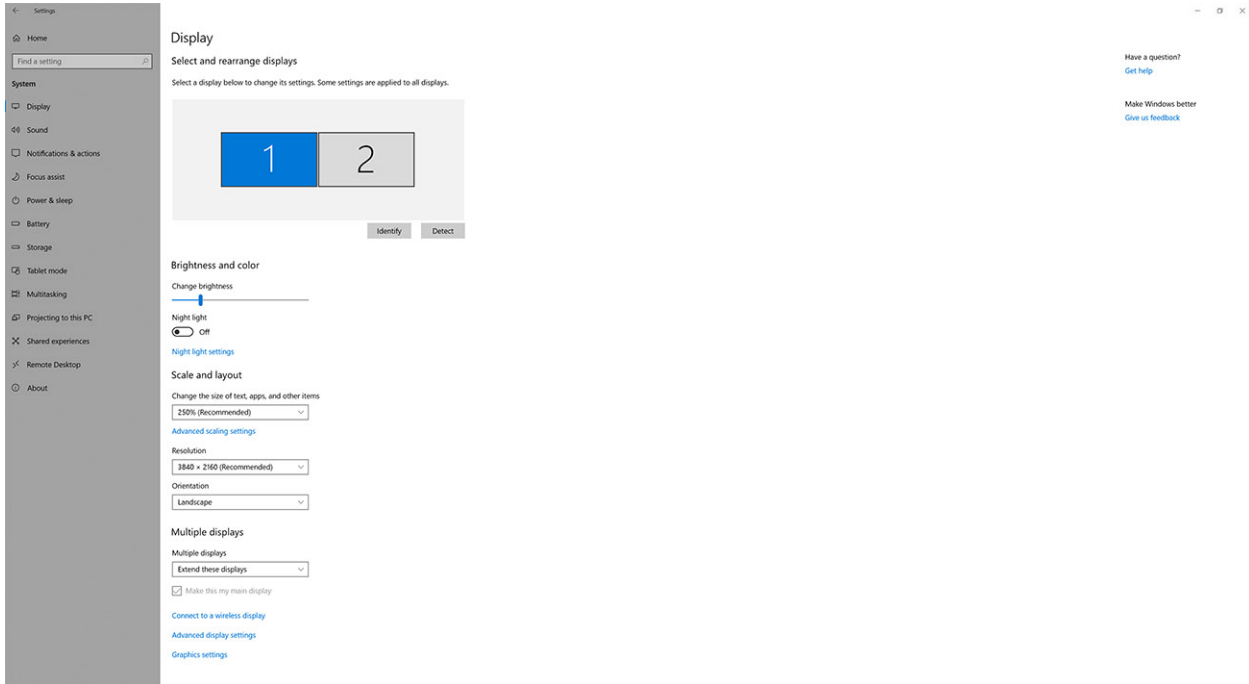 Settings
Home
Find a setting
System
Display
Sound
Notifications & actions
Focus assist
Power & sleep
Battery
Storage
Tablet mode
Multitasking
Projecting to this PC
Shared experiences
Remote Desktop
About
Display
Select and rearrange displays
Select a display below to change its settings. Some settings are applied to all displays.
1 2
Identify Detect
Brightness and color
Change brightness
Night light
Off
Night light settings
Scale and layout
Change the size of text, apps, and other items
250% (Recommended)
Advanced scaling settings
Resolution
3840 × 2160 (Recommended)
Orientation
Landscape
Multiple displays
Multiple displays
Extend these displays
Make this my main display
Connect to a wireless display
Advanced display settings
Graphics settings
Have a question?
Get help
Make Windows better
Give us feedback